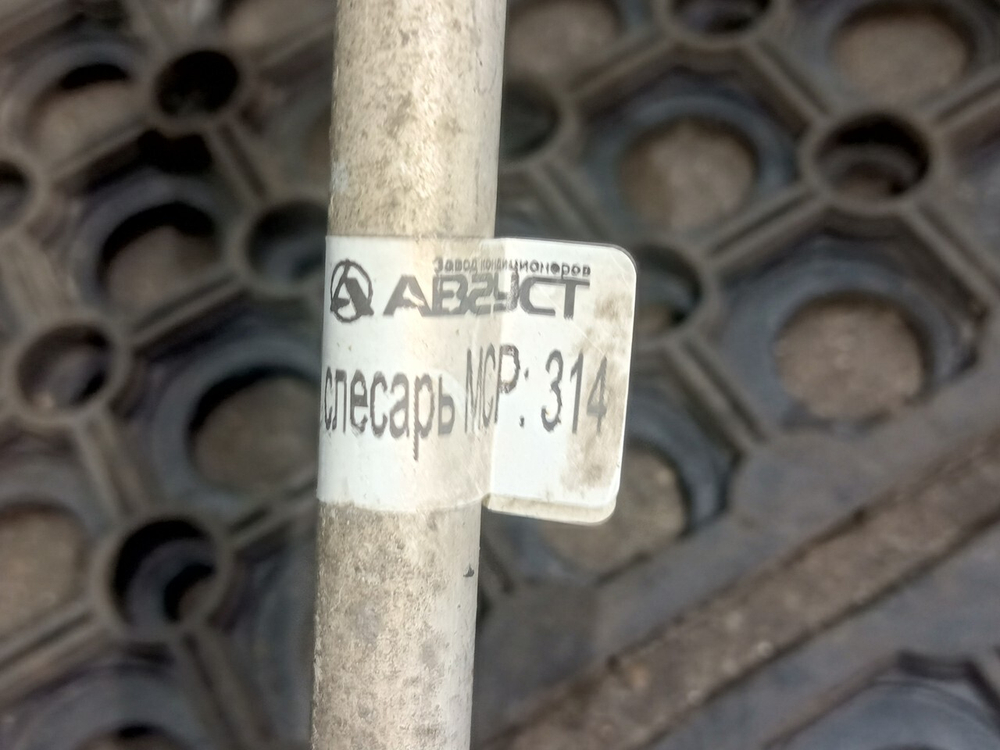 Завод кондиционеров
АВГУСТ
слесарь МСР: 314